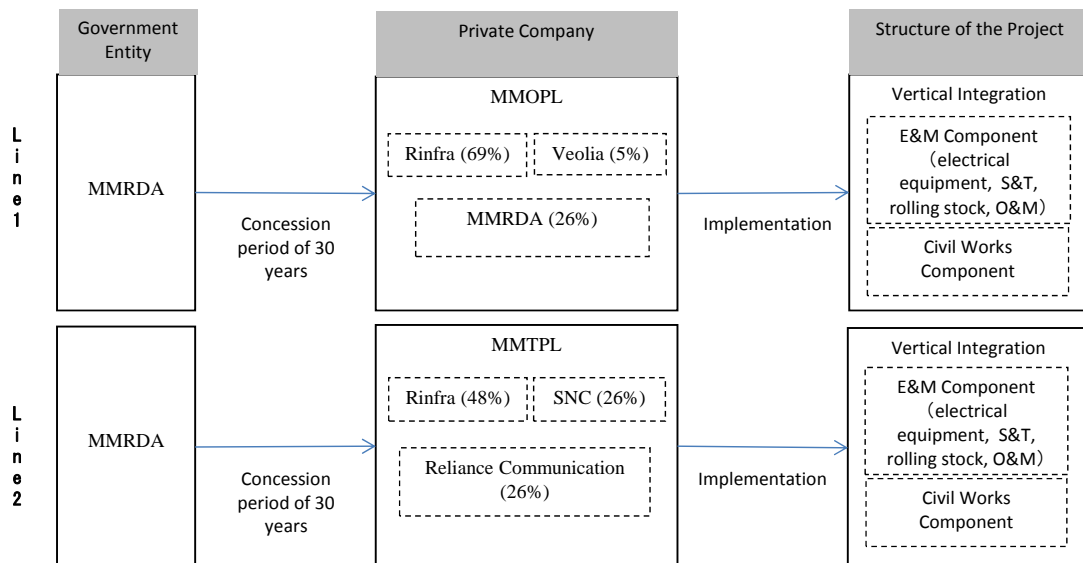 Government
Entity
Private Company
Structure of the Project
Line1
MMRDA
Concession
period of 30
years
MMOPL
Rinfra (69%)
Veolia (5%)
MMRDA (26%)
Implementation
Vertical Integration
E&M Component
（electrical
equipment, S&T,
rolling stock, O&M）
Civil Works
Component
Line2
MMRDA
Concession
period of 30
years
MMTPL
Rinfra (48%)
SNC (26%)
Reliance Communication
(26%)
Implementation
Vertical Integration
E&M Component
（electrical
equipment, S&T,
rolling stock, O&M）
Civil Works
Component